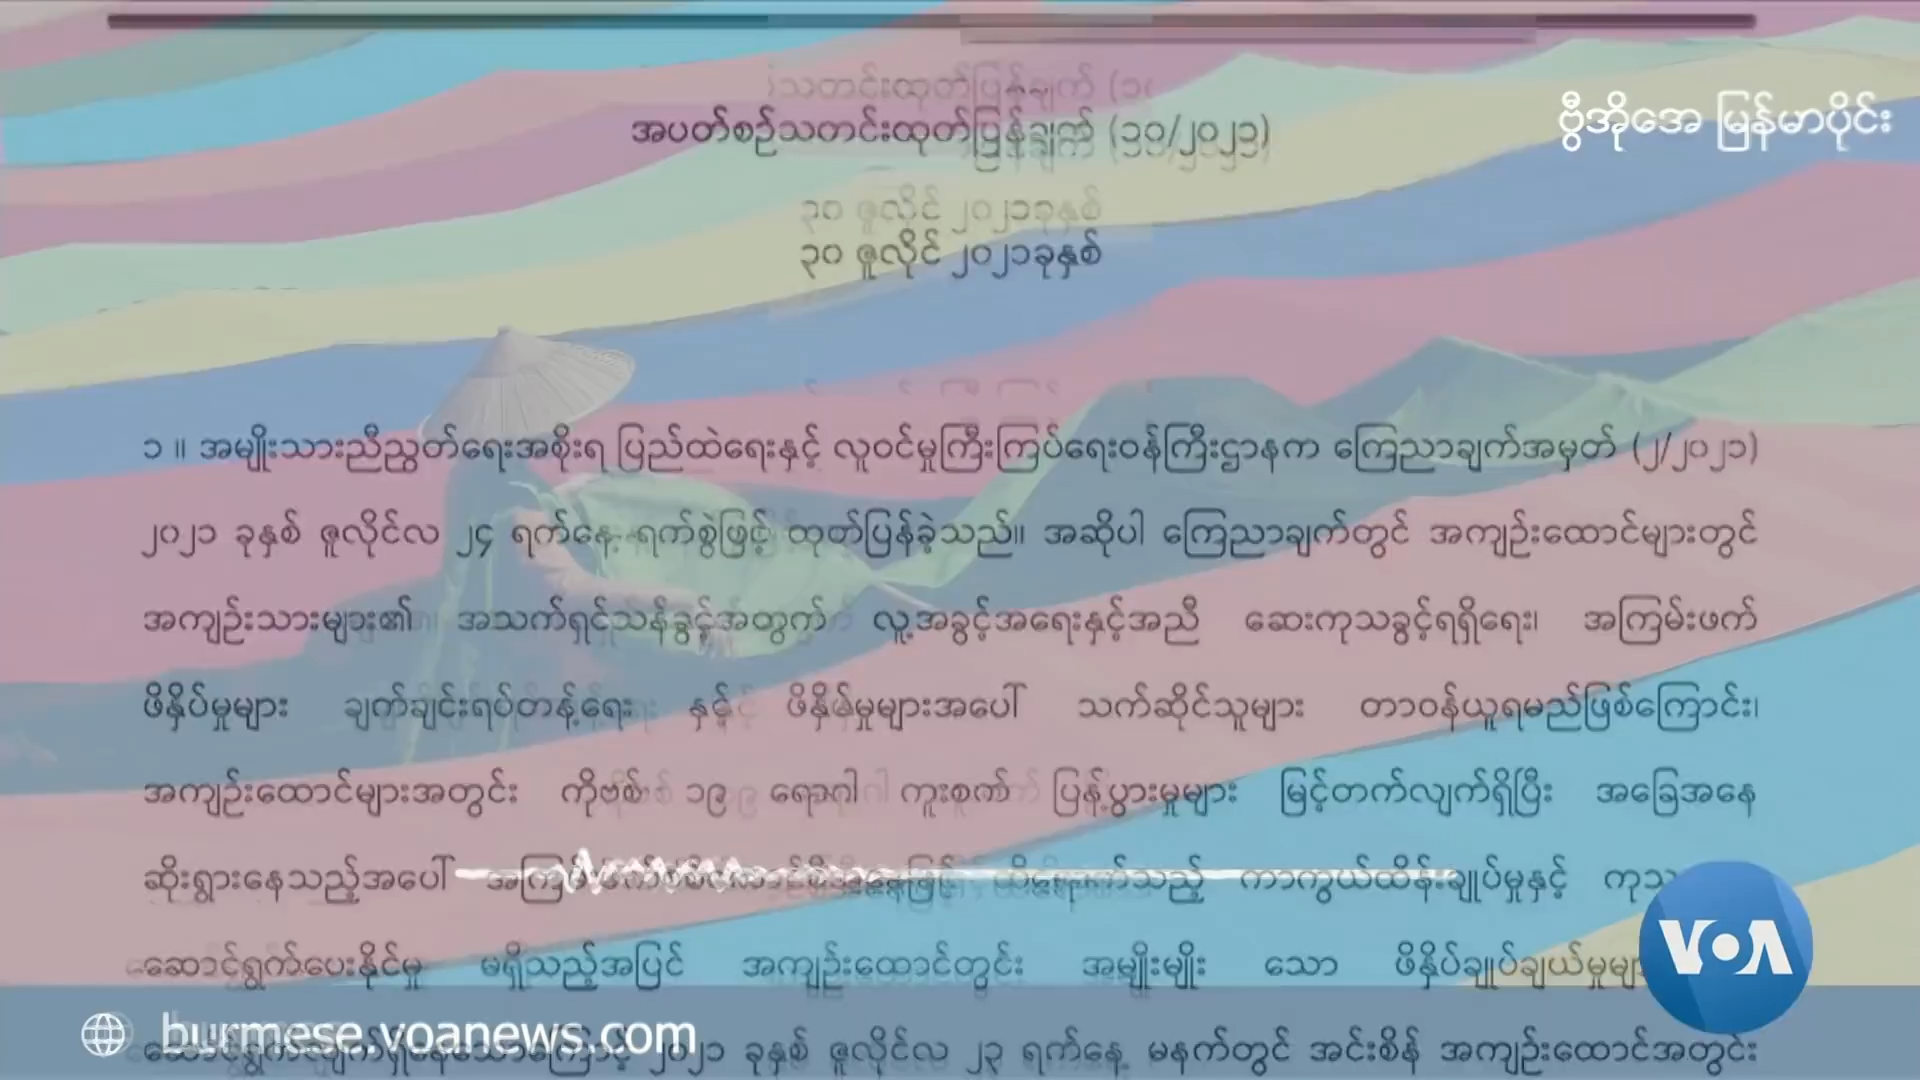 အပတ်စဉ်သတင်းထုတ်ပြန်ချက် (၁၀/၂၀၂၁)
ဗွီအိုအေ မြန်မာပိုင်း
၃၀ ဇူလိုင် ၂၀၂၁ခုနှစ်
၁ ။ အမျိုးသားညီညွတ်ရေးအစိုးရ ပြည်ထဲရေးနှင့် လူဝင်မှုကြီးကြပ်ရေးဝန်ကြီးဌာနက ကြေညာချက်အမှတ် (၂/၂၀၂၁)
၂၀၂၁ ခုနှစ် ဇူလိုင်လ ၂၄ ရက်နေ့ ရက်စွဲဖြင့် ထုတ်ပြန်ခဲ့သည်။ အဆိုပါ ကြေညာချက်တွင် အကျဉ်းထောင်များတွင်
အကျဉ်းသားများ၏ အသက်ရှင်သန်ခွင့်အတွက် လူ့အခွင့်အရေးနှင့်အညီ ဆေးကုသခွင့်ရရှိရေး၊ အကြမ်းဖက်
ဖိနှိပ်မှုများ ချက်ချင်းရပ်တန့်ရေး နှင့် ဖိနှိပ်မှုများအပေါ် သက်ဆိုင်သူများ တာဝန်ယူရမည်ဖြစ်ကြောင်း၊
အကျဉ်းထောင်များအတွင်း ကိုဗစ် ၁၉ ရောဂါ ကူးစက် ပြန့်ပွားမှုများ မြင့်တက်လျက်ရှိပြီး အခြေအနေ
ဆိုးရွားနေသည့်အပေါ် ကာကွယ်ထိန်းချုပ်မှုနှင့်
ဆောင်ရွက်ပေးနိုင်မှု မရှိသည့်အပြင် အကျဉ်းထောင်တွင်း အမျိုးမျိုး သော
VOA
burmese.voanews.com
၂၀၂၁ ခုနှစ် ဇူလိုင်လ ၂၃ ရက်နေ့ မနက်တွင် အင်းစိန် အကျဉ်းထောင်အတွင်း